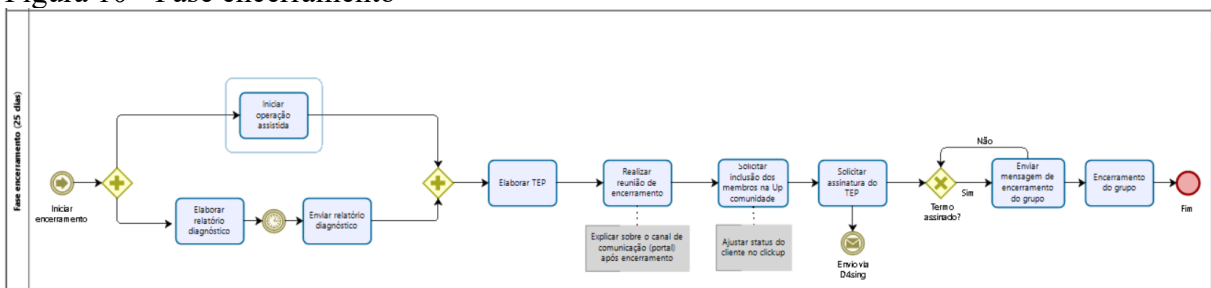 Figura 10 - Fase encerramento
Fase encerramento (25 dias)
Iniciar
encerramento
Iniciar
operação
assistida
Elaborar
relatório
diagnóstico
Enviar relatório
diagnóstico
Elaborar TEP
Realizar
reunião de
encerramento
Explicar sobre o canal de
comunicação (portal)
após encerramento
Solicitar
inclusão dos
membros na Up
comunidade
Ajustar status do
cliente no clickup
Solicitar
assinatura do
TEP
Envio via
D4sing
Termo
assinado?
Não
Sim
Enviar
mensagem de
encerramento
do grupo
Encerramento
do grupo
Fim